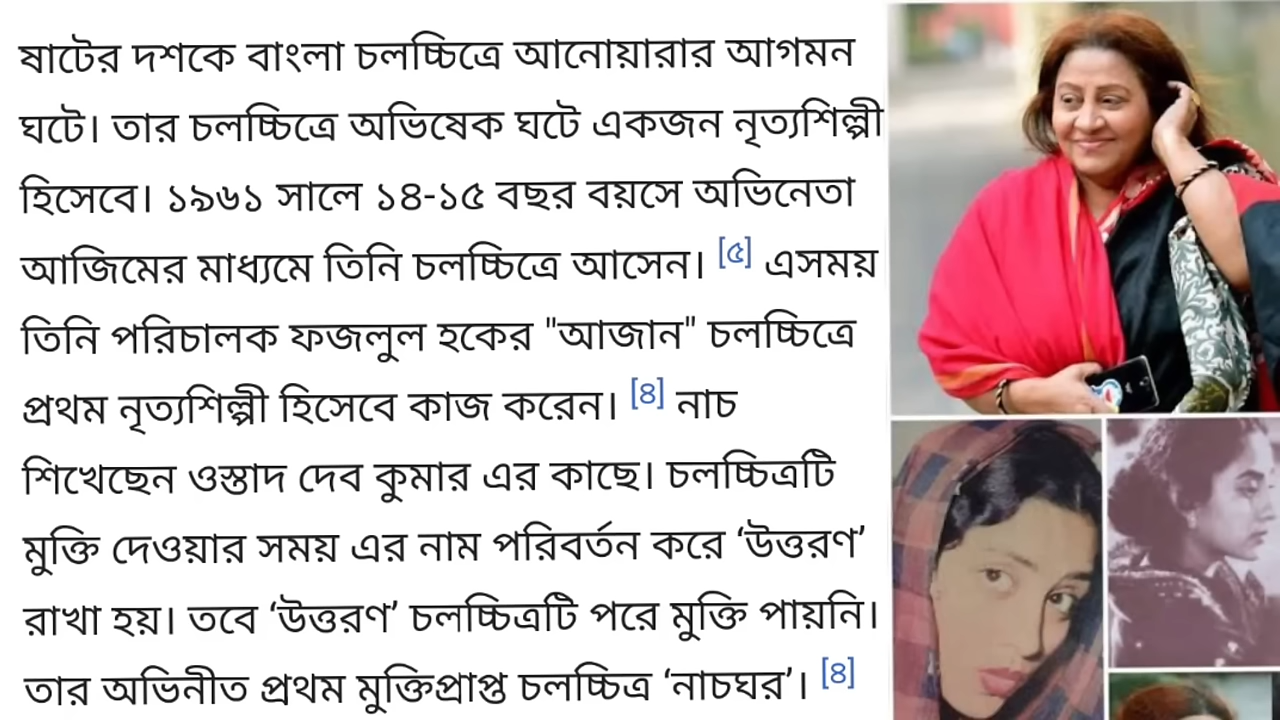 ষাটের দশকে বাংলা চলচ্চিত্রে আনোয়ারার আগমন
ঘটে। তার চলচ্চিত্রে অভিষেক ঘটে একজন নৃত্যশিল্পী
হিসেবে। ১৯৬১ সালে ১৪-১৫ বছর বয়সে অভিনেতা
আজিমের মাধ্যমে তিনি চলচ্চিত্রে আসেন। [৫] এসময়
তিনি পরিচালক ফজলুল হকের "আজান" চলচ্চিত্রে
প্রথম নৃত্যশিল্পী হিসেবে কাজ করেন। [৪] নাচ
শিখেছেন ওস্তাদ দেব কুমার এর কাছে। চলচ্চিত্রটি
মুক্তি দেওয়ার সময় এর নাম পরিবর্তন করে ‘উত্তরণ’
রাখা হয়। তবে ‘উত্তরণ’ চলচ্চিত্রটি পরে মুক্তি পায়নি।
তার অভিনীত প্রথম মুক্তিপ্রাপ্ত চলচ্চিত্র ‘নাচঘর’। [৪]